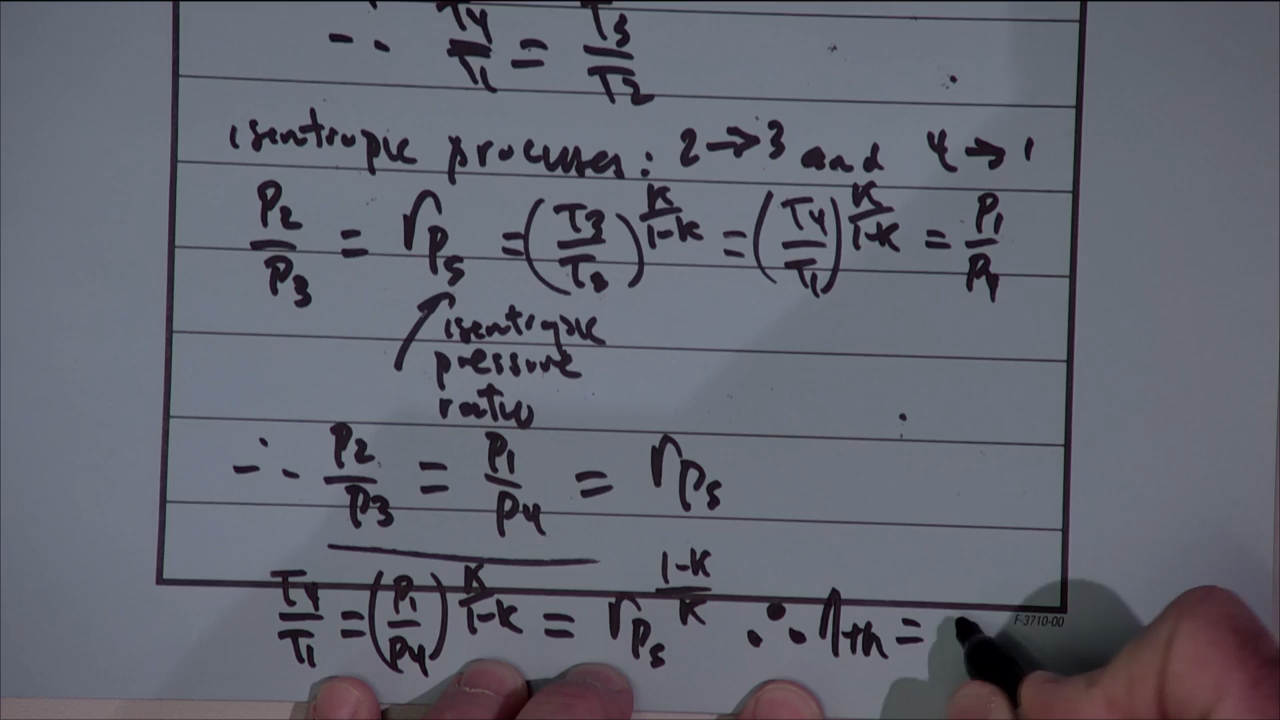 ∴ T4/T1 = T3/T2
isentropic processes: 2→3 and 4→1
P2/P3 = rps = (T3/T3)^(K/1-K) = (T4/T1)^(K/1-K) = P1/P4
isentropic
pressure
ratio
∴ P2/P3 = P1/P4 = rps
T4/T1 = (P1/P4)^(K/1-K) = rps^(1-K/K) ∴ ηth =
F-3710-00